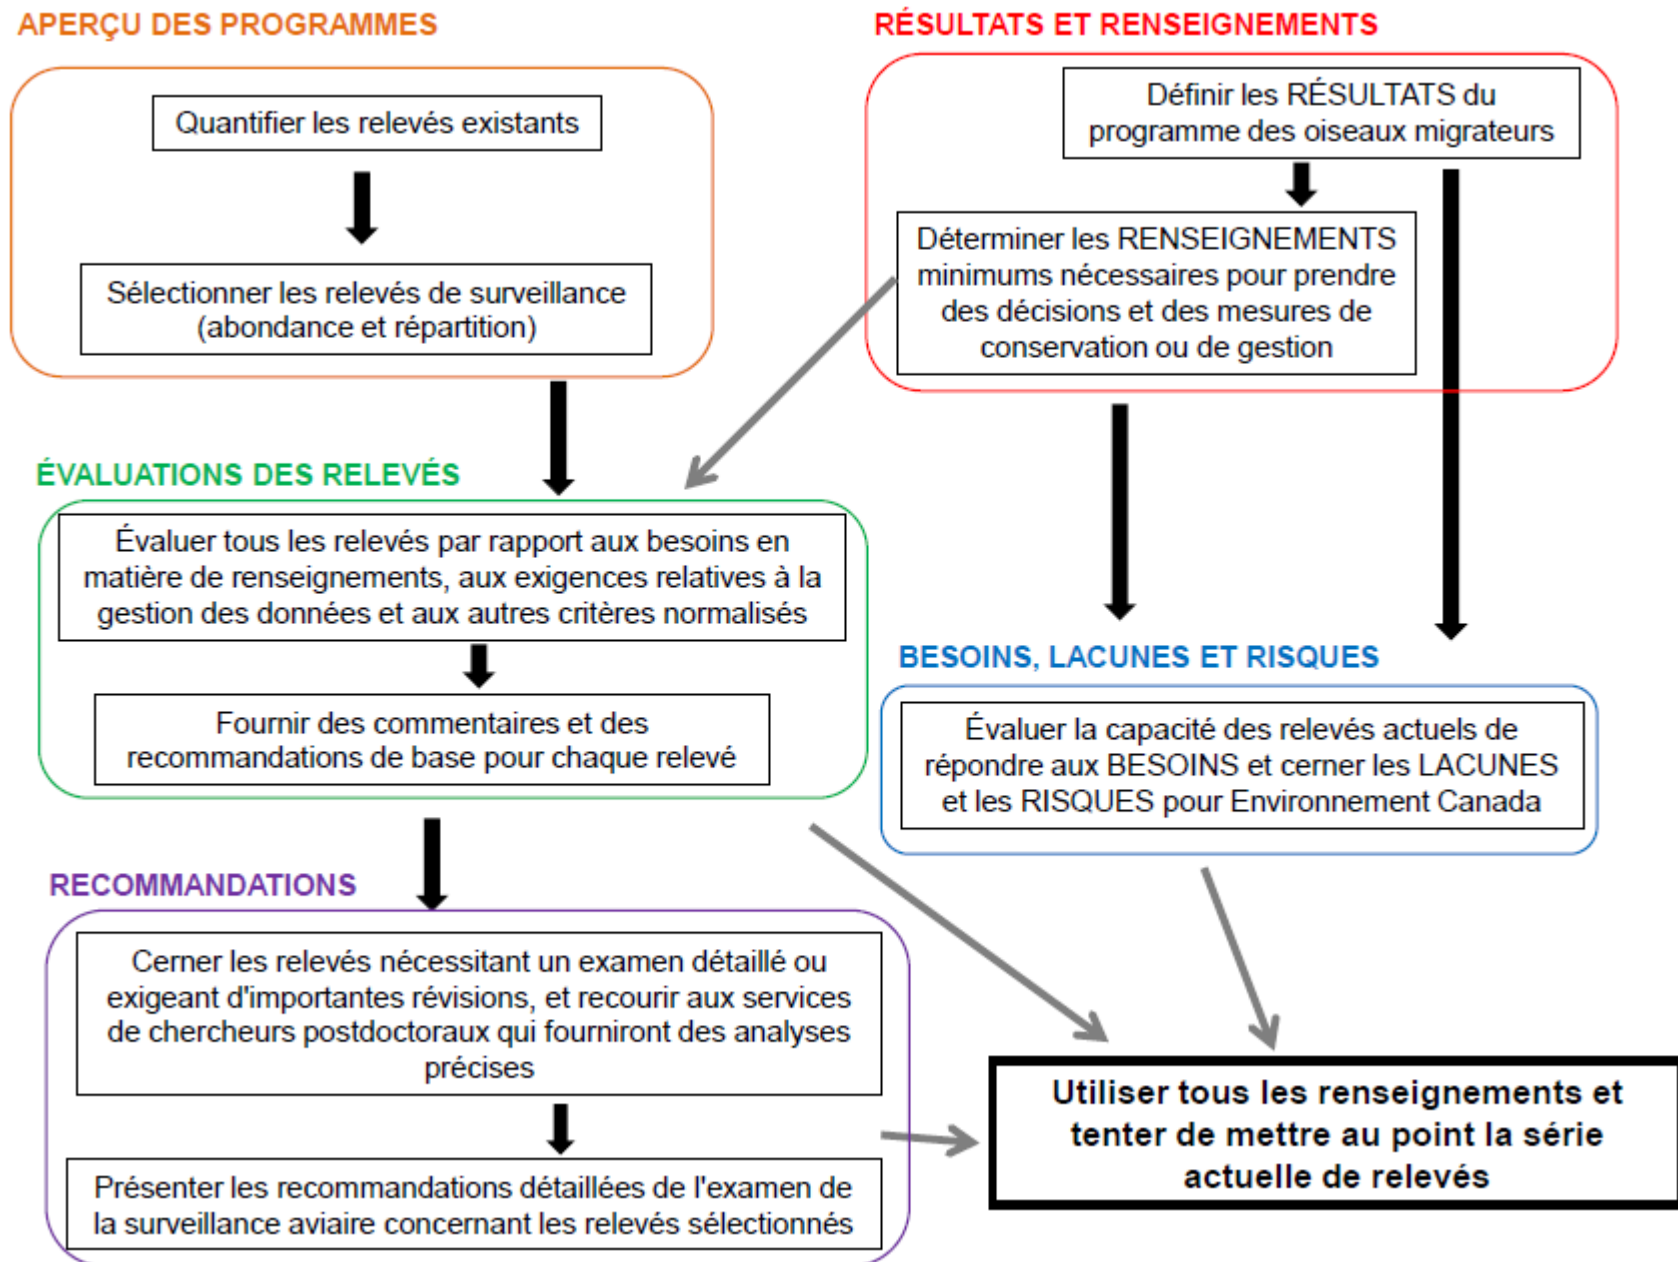 APERÇU DES PROGRAMMES
Quantifier les relevés existants
Sélectionner les relevés de surveillance
(abondance et répartition)
RÉSULTATS ET RENSEIGNEMENTS
Définir les RÉSULTATS du
programme des oiseaux migrateurs
Déterminer les RENSEIGNEMENTS
minimums nécessaires pour prendre
des décisions et des mesures de
conservation ou de gestion
ÉVALUATIONS DES RELEVÉS
Évaluer tous les relevés par rapport aux besoins en
matière de renseignements, aux exigences relatives à la
gestion des données et aux autres critères normalisés
Fournir des commentaires et des
recommandations de base pour chaque relevé
BESOINS, LACUNES ET RISQUES
Évaluer la capacité des relevés actuels de
répondre aux BESOINS et cerner les LACUNES
et les RISQUES pour Environnement Canada
RECOMMANDATIONS
Cerner les relevés nécessitant un examen détaillé ou
exigeant d'importantes révisions, et recourir aux services
de chercheurs postdoctoraux qui fourniront des analyses
précises
Présenter les recommandations détaillées de l'examen de
la surveillance aviaire concernant les relevés sélectionnés
Utiliser tous les renseignements et
tenter de mettre au point la série
actuelle de relevés